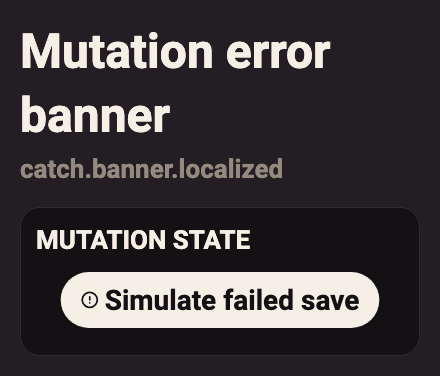 Mutation error
banner
catch.banner.localized
MUTATION STATE
Simulate failed save